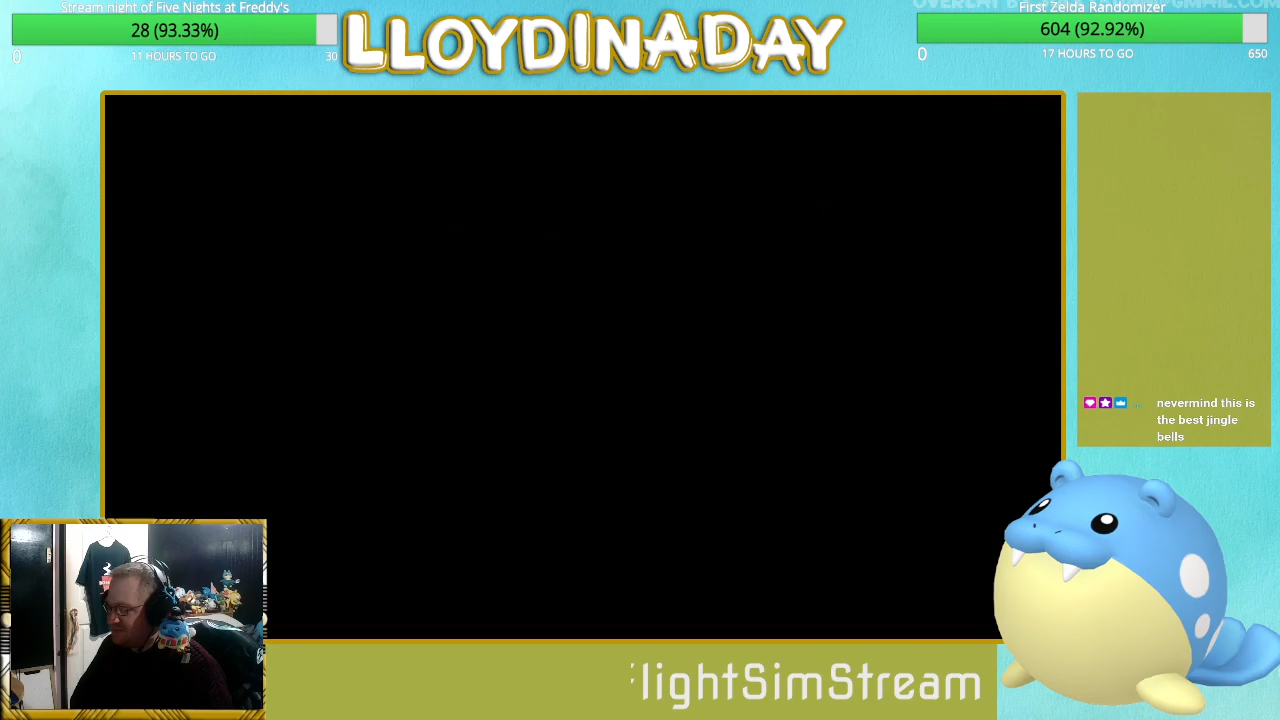 Stream night of Five Nights at Freddy's
28 (93.33%)
0
11 HOURS TO GO
30
LLOYDINADAY
First Zelda Randomizer
604 (92.92%)
0
17 HOURS TO GO
650
nevermind this is
the best jingle
bells
lightSimStream